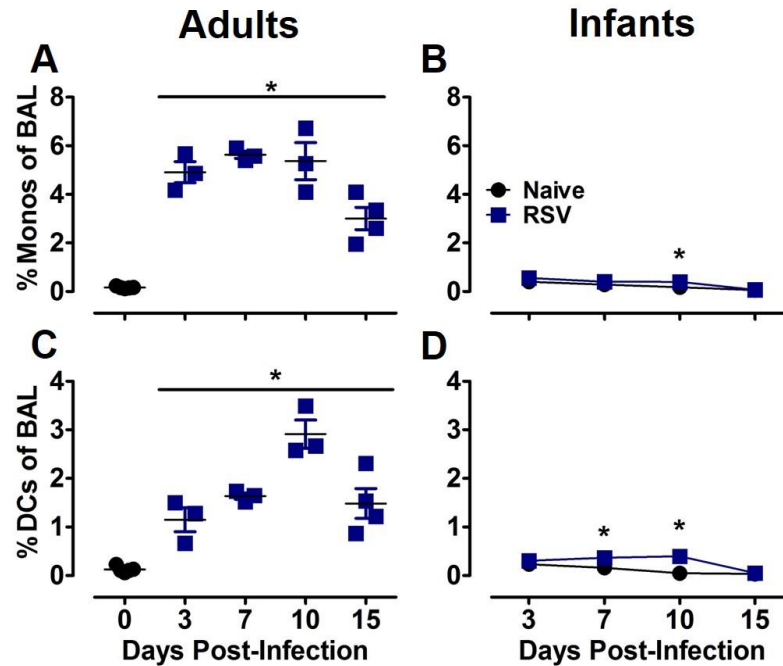 Adults
Infants
A
B
%Monos of BAL
8
6
4
2
0
*
8
6
4
2
0
Naive
RSV
*
C
D
%DCs of BAL
4
3
2
1
0
*
4
3
2
1
0
*
*
0 3 7 10 15
3 7 10 15
Days Post-Infection
Days Post-Infection